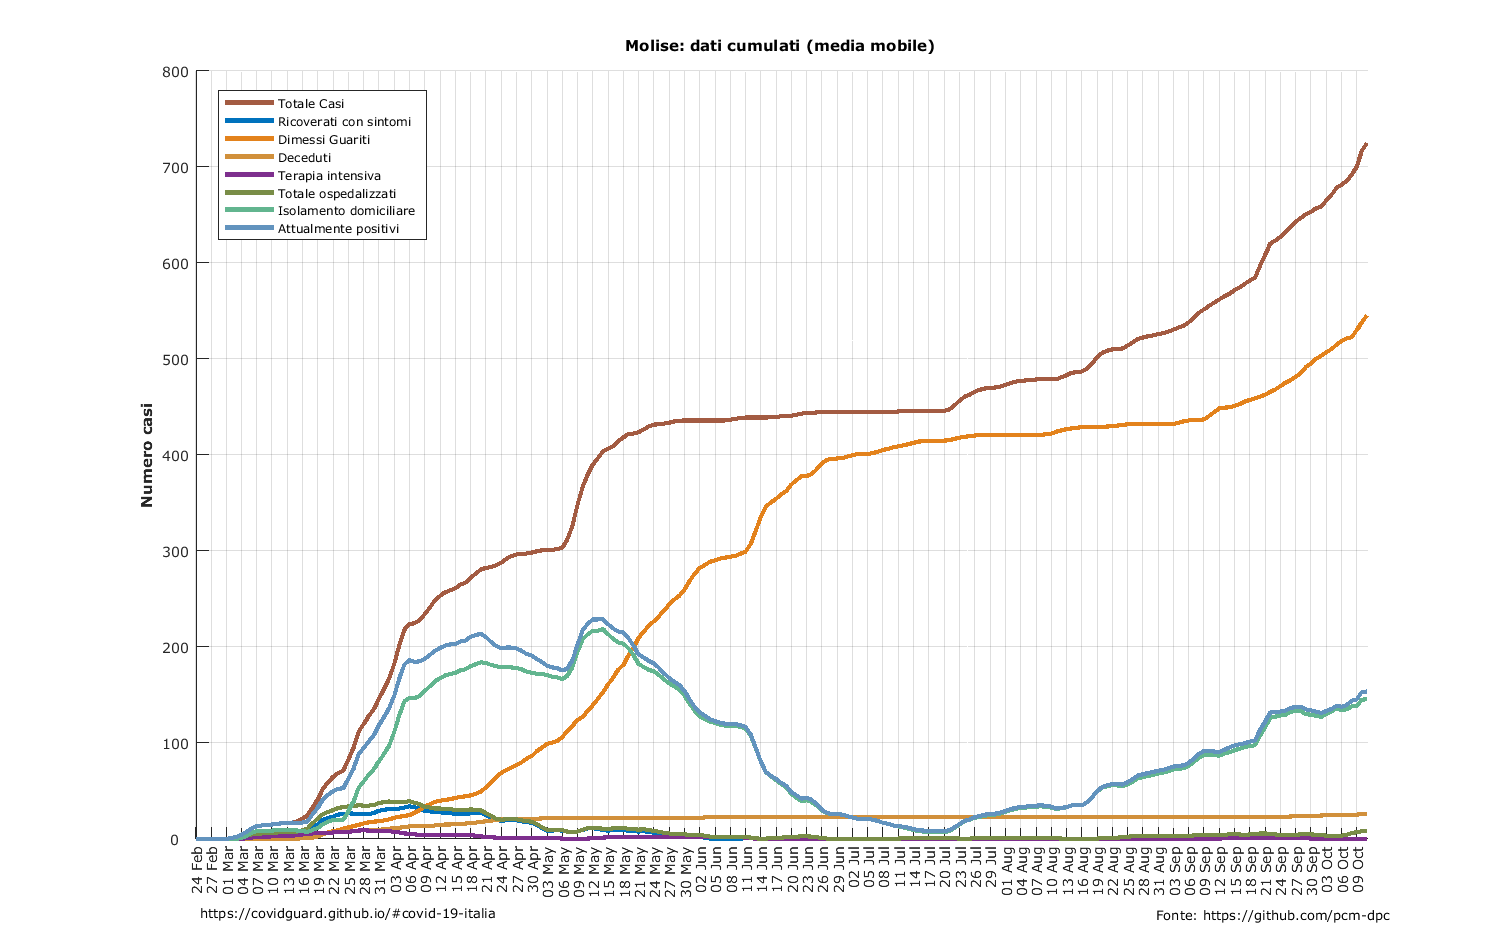 Molise: dati cumulati (media mobile)
800
700
600
500
400
300
200
100
0
Numero casi
Totale Casi
Ricoverati con sintomi
Dimessi Guariti
Deceduti
Terapia intensiva
Totale ospedalizzati
Isolamento domiciliare
Attualmente positivi
24 Feb
27 Feb
01 Mar
04 Mar
07 Mar
10 Mar
13 Mar
16 Mar
19 Mar
22 Mar
25 Mar
28 Mar
31 Mar
03 Apr
06 Apr
09 Apr
12 Apr
15 Apr
18 Apr
21 Apr
24 Apr
27 Apr
30 Apr
03 May
06 May
09 May
12 May
15 May
18 May
21 May
24 May
27 May
30 May
02 Jun
05 Jun
08 Jun
11 Jun
14 Jun
17 Jun
20 Jun
23 Jun
26 Jun
29 Jun
02 Jul
05 Jul
08 Jul
11 Jul
14 Jul
17 Jul
20 Jul
23 Jul
26 Jul
29 Jul
01 Aug
04 Aug
07 Aug
10 Aug
13 Aug
16 Aug
19 Aug
22 Aug
25 Aug
28 Aug
31 Aug
03 Sep
06 Sep
09 Sep
12 Sep
15 Sep
18 Sep
21 Sep
24 Sep
27 Sep
30 Sep
03 Oct
06 Oct
09 Oct
https://covidguard.github.io/#covid-19-italia
Fonte: https://github.com/pcm-dpc